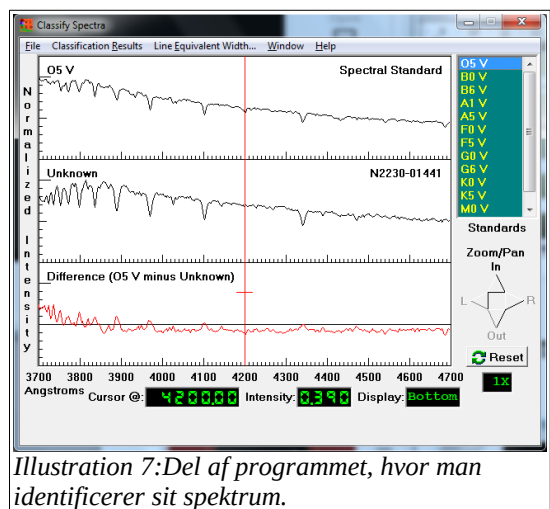 Classify Spectra
File Classification Results Line Equivalent Width... Window Help
Normalized Intensity
O5 V
Spectral Standard
Unknown
N2230-01441
Difference (O5 V minus Unknown)
3700 3800 3900 4000 4100 4200 4300 4400 4500 4600 4700
Angstroms Cursor @: 4200.00 Intensity: 0.390 Display: Bottom
O5 V
B0 V
B6 V
A1 V
A5 V
F0 V
F5 V
G0 V
G6 V
K0 V
K5 V
M0 V
Standards
Zoom/Pan
In
L R
Out
Reset
1X
Illustration 7:Del af programmet, hvor man
identificerer sit spektrum.